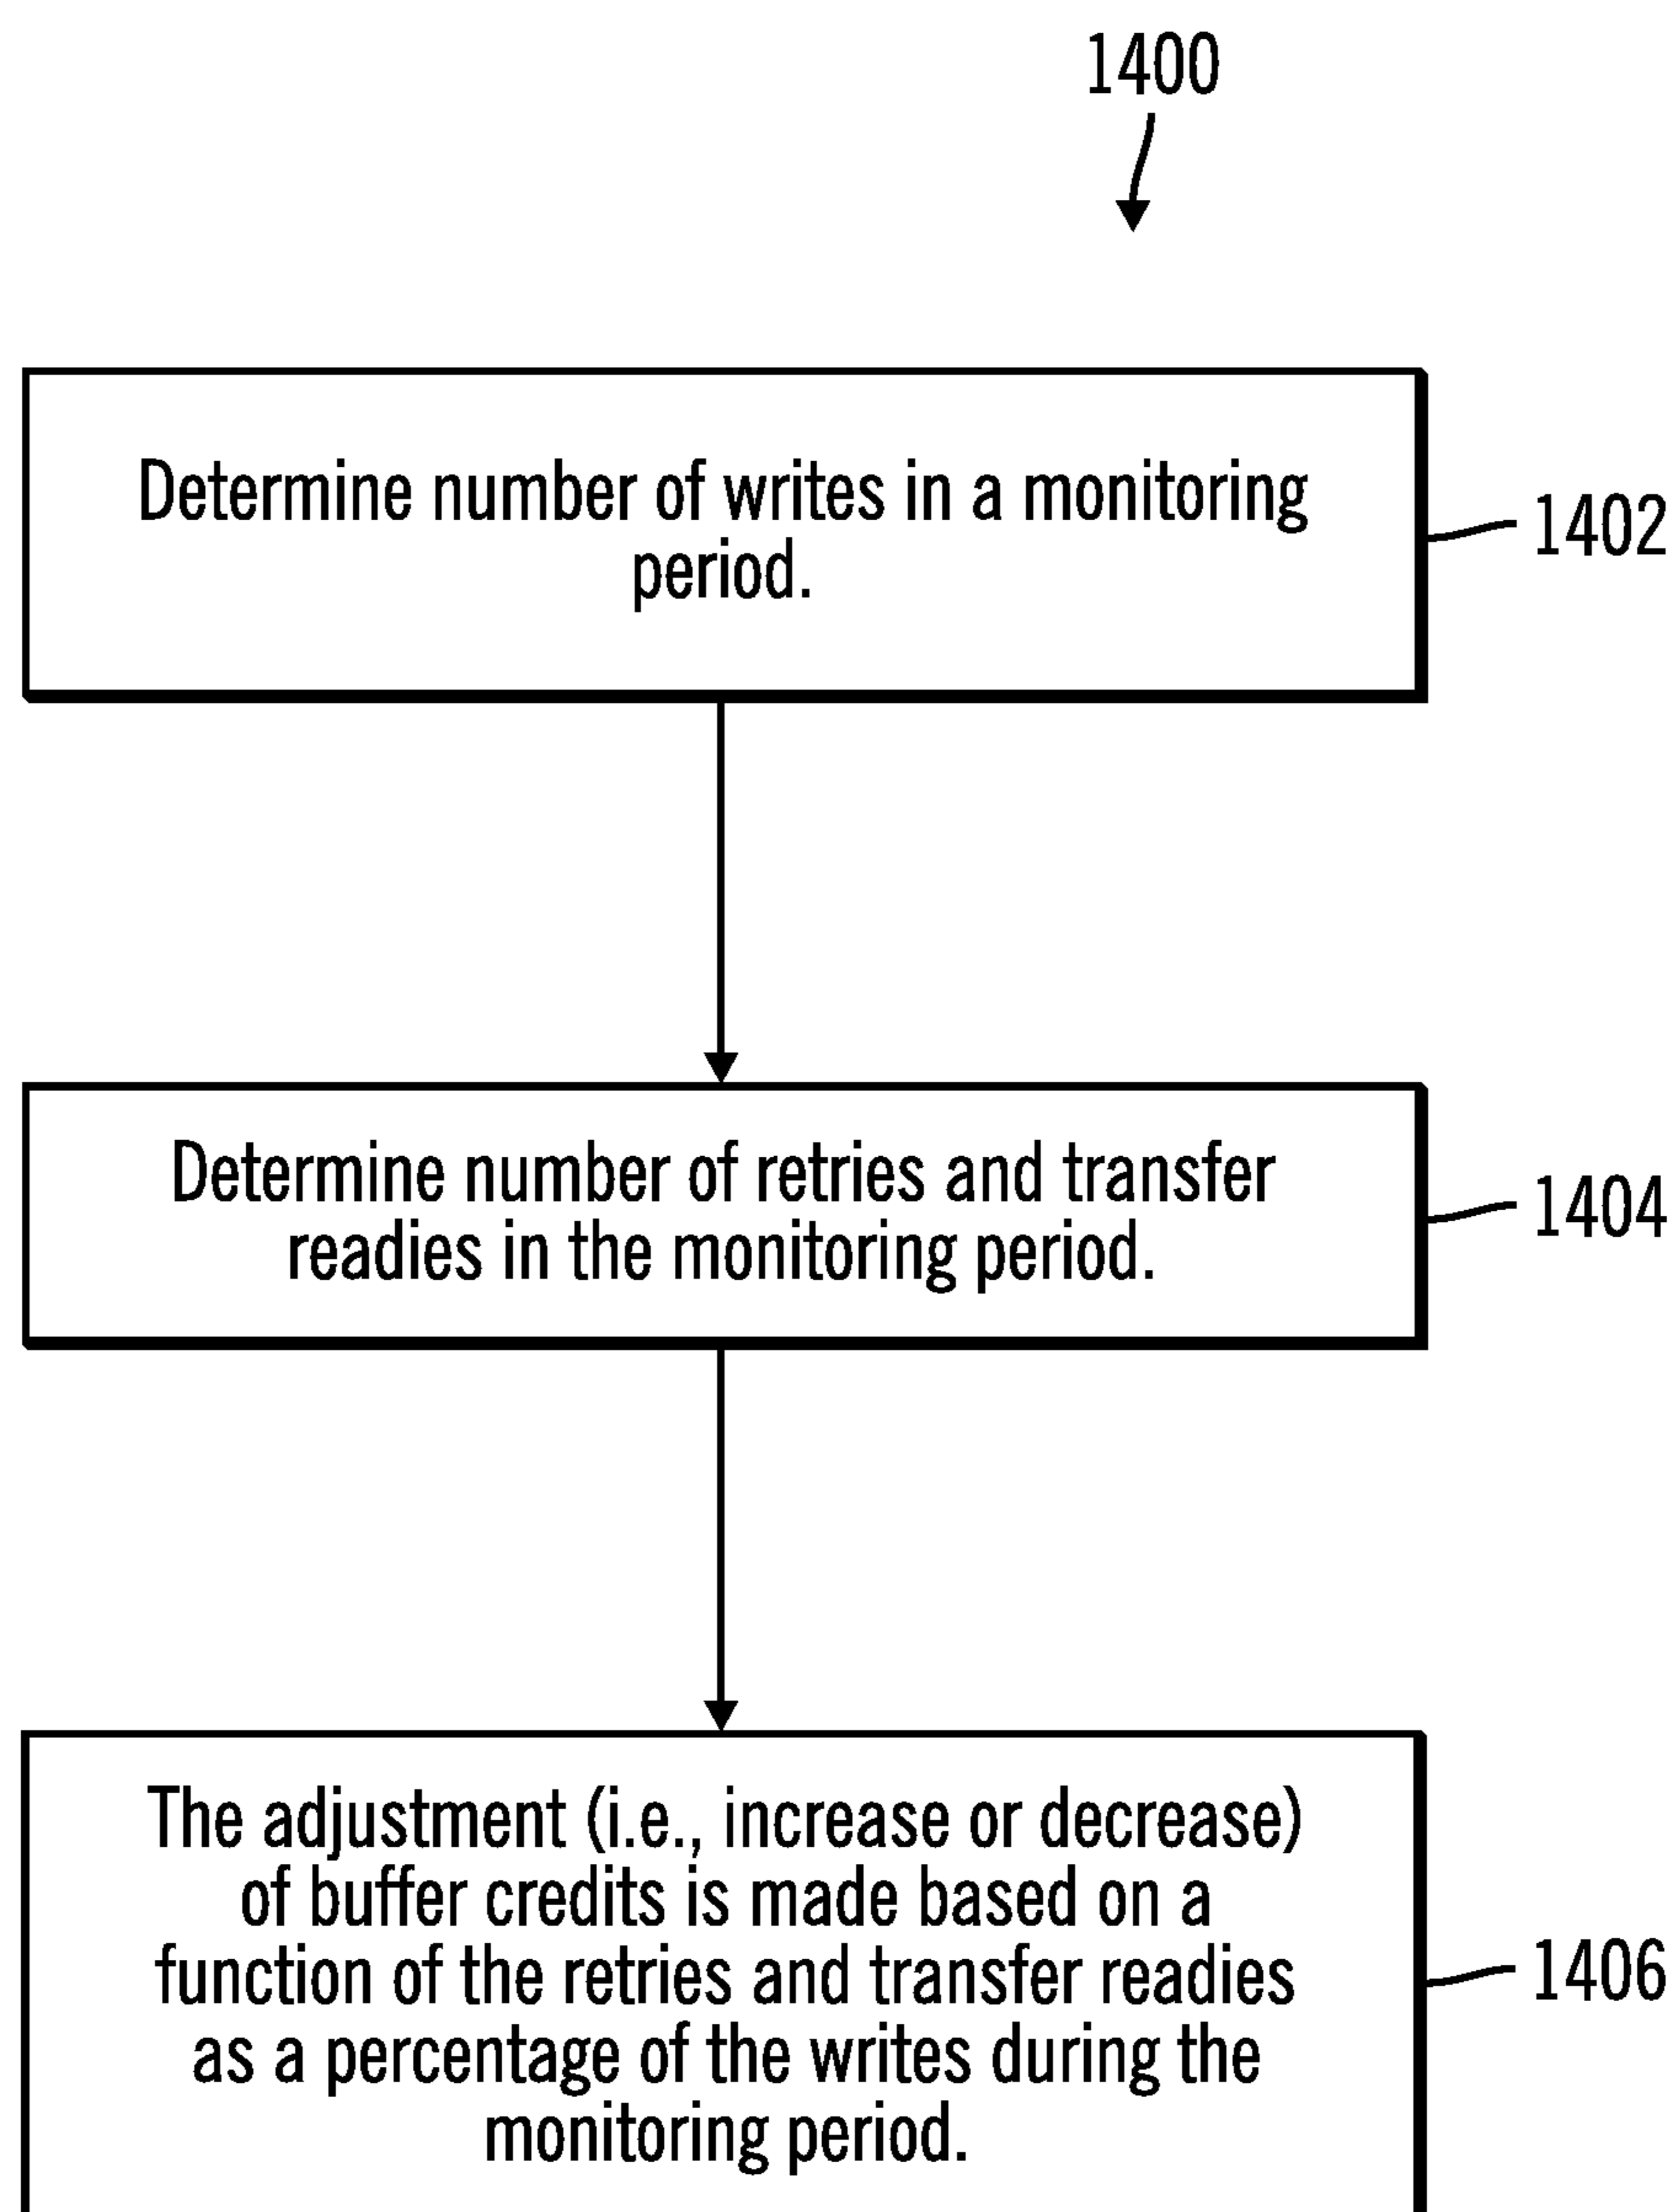 1400
Determine number of writes in a monitoring
period.
1402
Determine number of retries and transfer
readies in the monitoring period.
1404
The adjustment (i.e., increase or decrease)
of buffer credits is made based on a
function of the retries and transfer readies
as a percentage of the writes during the
monitoring period.
1406